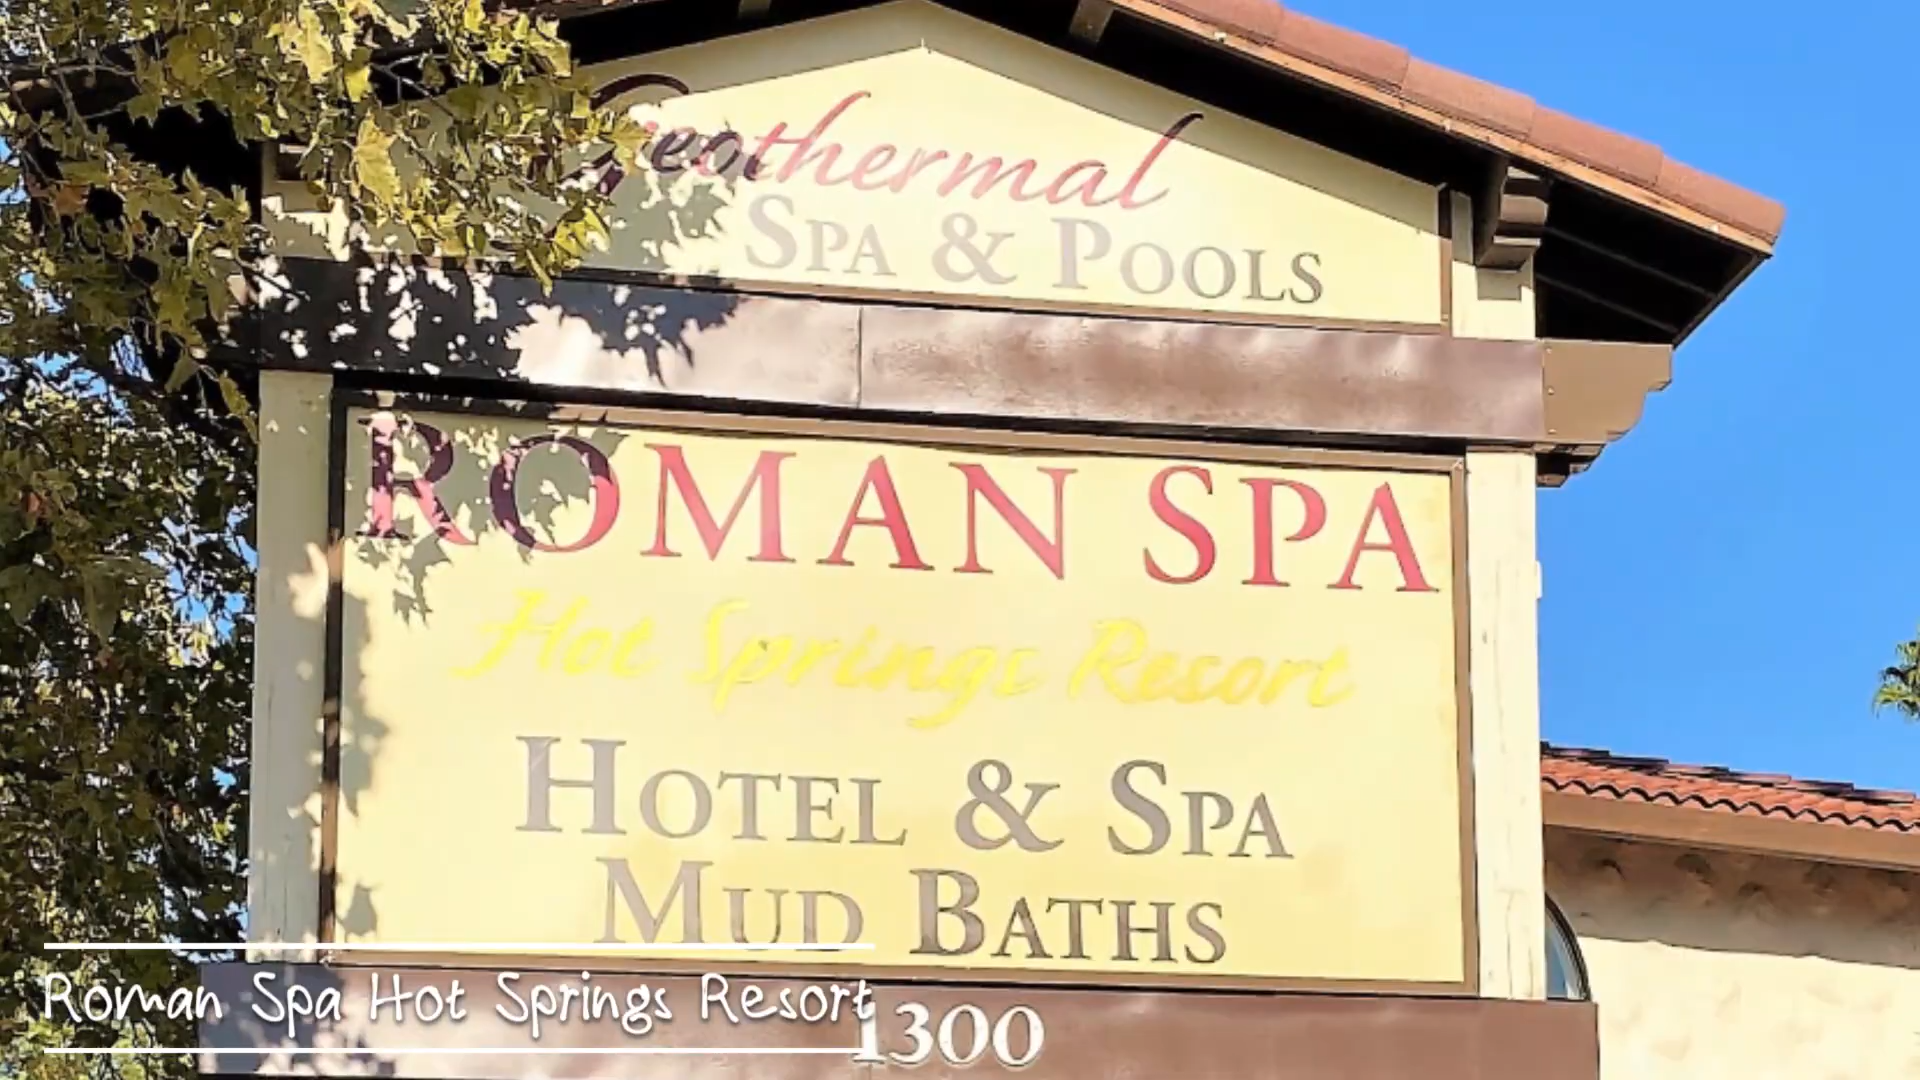 Geothermal
SPA & POOLS
ROMAN SPA
Hot Springs Resort
HOTEL & SPA
MUD BATHS
Roman Spa Hot Springs Resort
1300